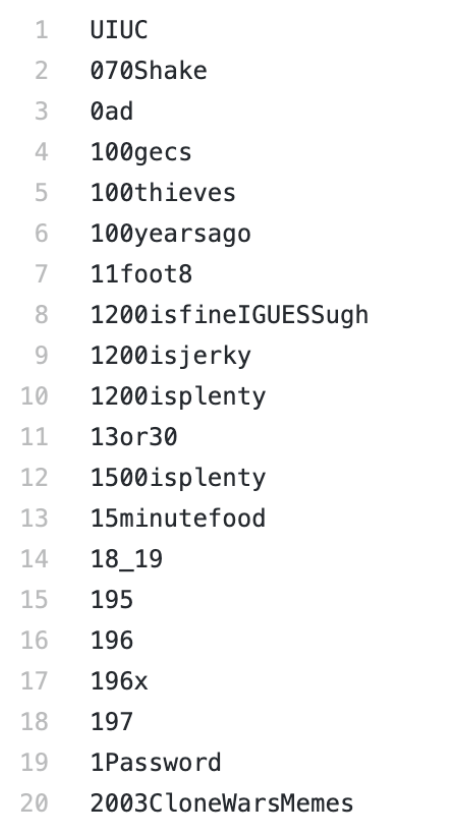 1 UIUC
2 070Shake
3 0ad
4 100gecs
5 100thieves
6 100yearsago
7 11foot8
8 1200isfineIGUESSugh
9 1200isjerky
10 1200isplenty
11 13or30
12 1500isplenty
13 15minutefood
14 18_19
15 195
16 196
17 196x
18 197
19 1Password
20 2003CloneWarsMemes